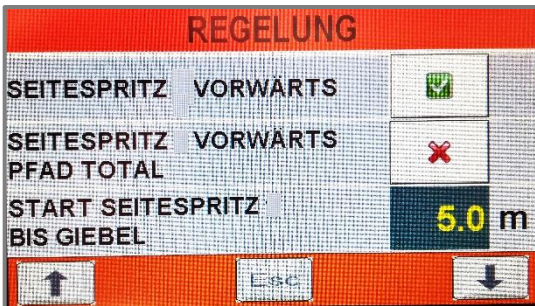 REGELUNG
SEITESPRITZ VORWÄRTS
SEITESPRITZ VORWÄRTS
PFAD TOTAL
START SEITESPRITZ
BIS GIEBEL
5.0 m
Esc